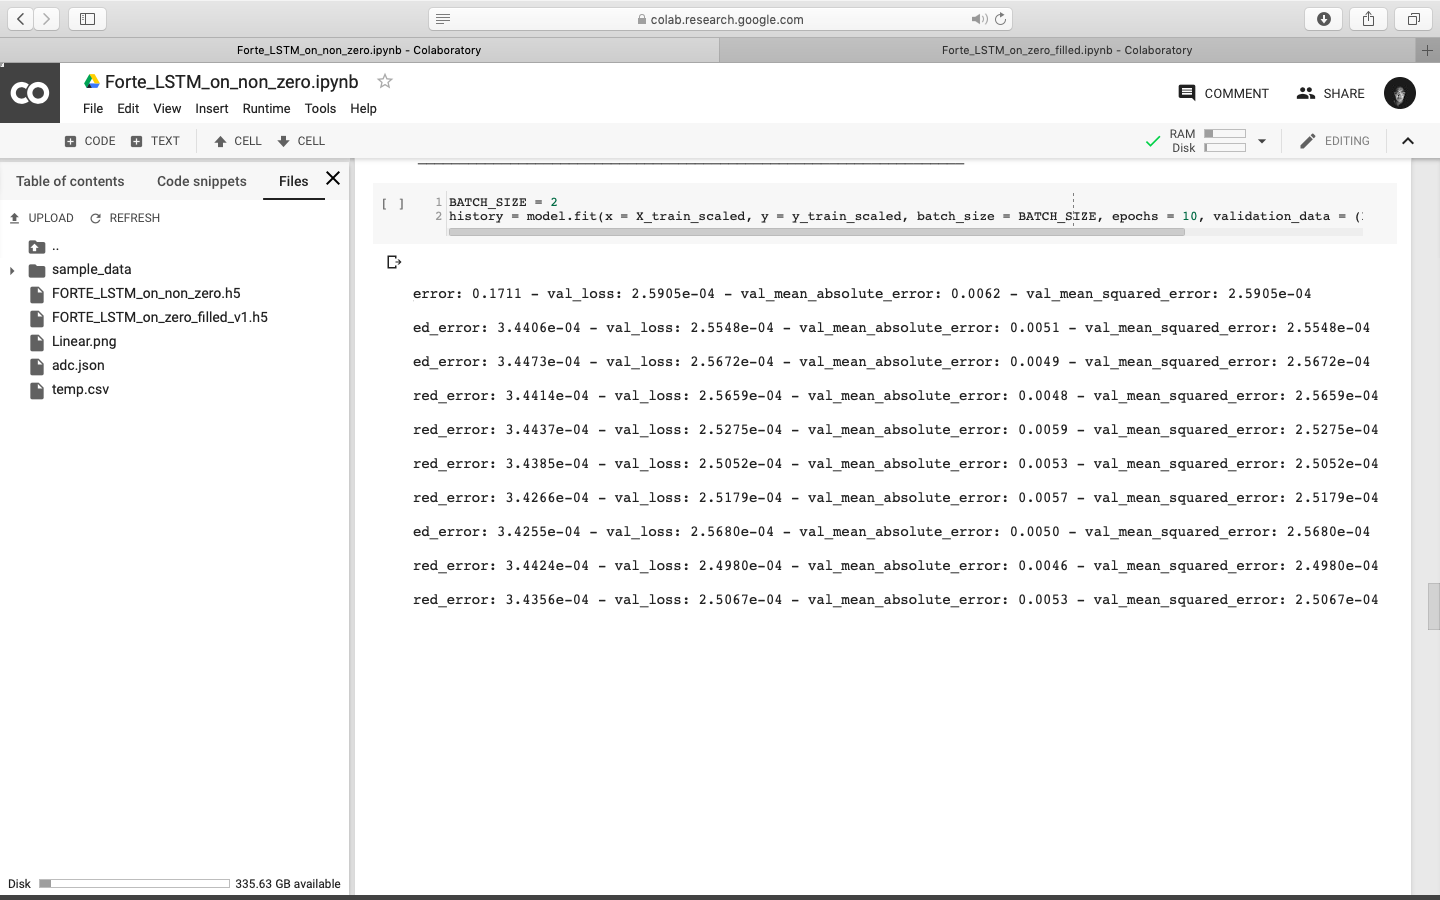 colab.research.google.com
Forte_LSTM_on_non_zero.ipynb - Colaboratory
Forte_LSTM_on_zero_filled.ipynb - Colaboratory
CO
Forte_LSTM_on_non_zero.ipynb
File Edit View Insert Runtime Tools Help
COMMENT
SHARE
CODE
TEXT
CELL
CELL
RAM
Disk
EDITING
Table of contents
Code snippets
Files
UPLOAD
REFRESH
..
sample_data
FORTE_LSTM_on_non_zero.h5
FORTE_LSTM_on_zero_filled_v1.h5
Linear.png
adc.json
temp.csv
Disk
335.63 GB available
[ ]
1 BATCH_SIZE = 2
2 history = model.fit(x = X_train_scaled, y = y_train_scaled, batch_size = BATCH_SIZE, epochs = 10, validation_data = (
error: 0.1711 - val_loss: 2.5905e-04 - val_mean_absolute_error: 0.0062 - val_mean_squared_error: 2.5905e-04
ed_error: 3.4406e-04 - val_loss: 2.5548e-04 - val_mean_absolute_error: 0.0051 - val_mean_squared_error: 2.5548e-04
ed_error: 3.4473e-04 - val_loss: 2.5672e-04 - val_mean_absolute_error: 0.0049 - val_mean_squared_error: 2.5672e-04
red_error: 3.4414e-04 - val_loss: 2.5659e-04 - val_mean_absolute_error: 0.0048 - val_mean_squared_error: 2.5659e-04
red_error: 3.4437e-04 - val_loss: 2.5275e-04 - val_mean_absolute_error: 0.0059 - val_mean_squared_error: 2.5275e-04
red_error: 3.4385e-04 - val_loss: 2.5052e-04 - val_mean_absolute_error: 0.0053 - val_mean_squared_error: 2.5052e-04
red_error: 3.4266e-04 - val_loss: 2.5179e-04 - val_mean_absolute_error: 0.0057 - val_mean_squared_error: 2.5179e-04
ed_error: 3.4255e-04 - val_loss: 2.5680e-04 - val_mean_absolute_error: 0.0050 - val_mean_squared_error: 2.5680e-04
red_error: 3.4424e-04 - val_loss: 2.4980e-04 - val_mean_absolute_error: 0.0046 - val_mean_squared_error: 2.4980e-04
red_error: 3.4356e-04 - val_loss: 2.5067e-04 - val_mean_absolute_error: 0.0053 - val_mean_squared_error: 2.5067e-04